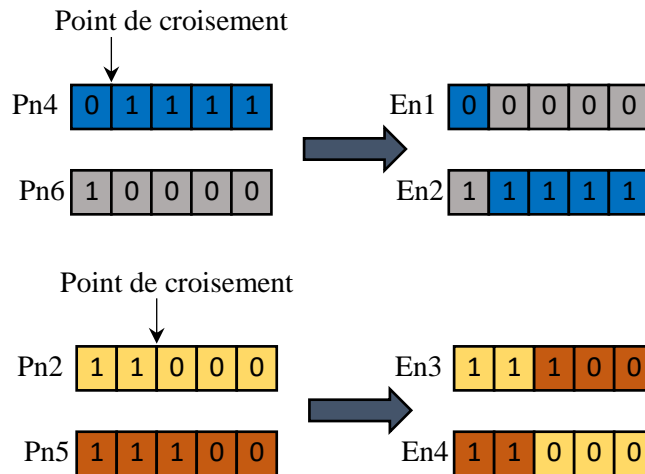 Point de croisement
Pn4 0 1 1 1 1 En1 0 0 0 0 0
Pn6 1 0 0 0 0 En2 1 1 1 1 1
Point de croisement
Pn2 1 1 0 0 0 En3 1 1 1 0 0
Pn5 1 1 1 0 0 En4 1 1 0 0 0